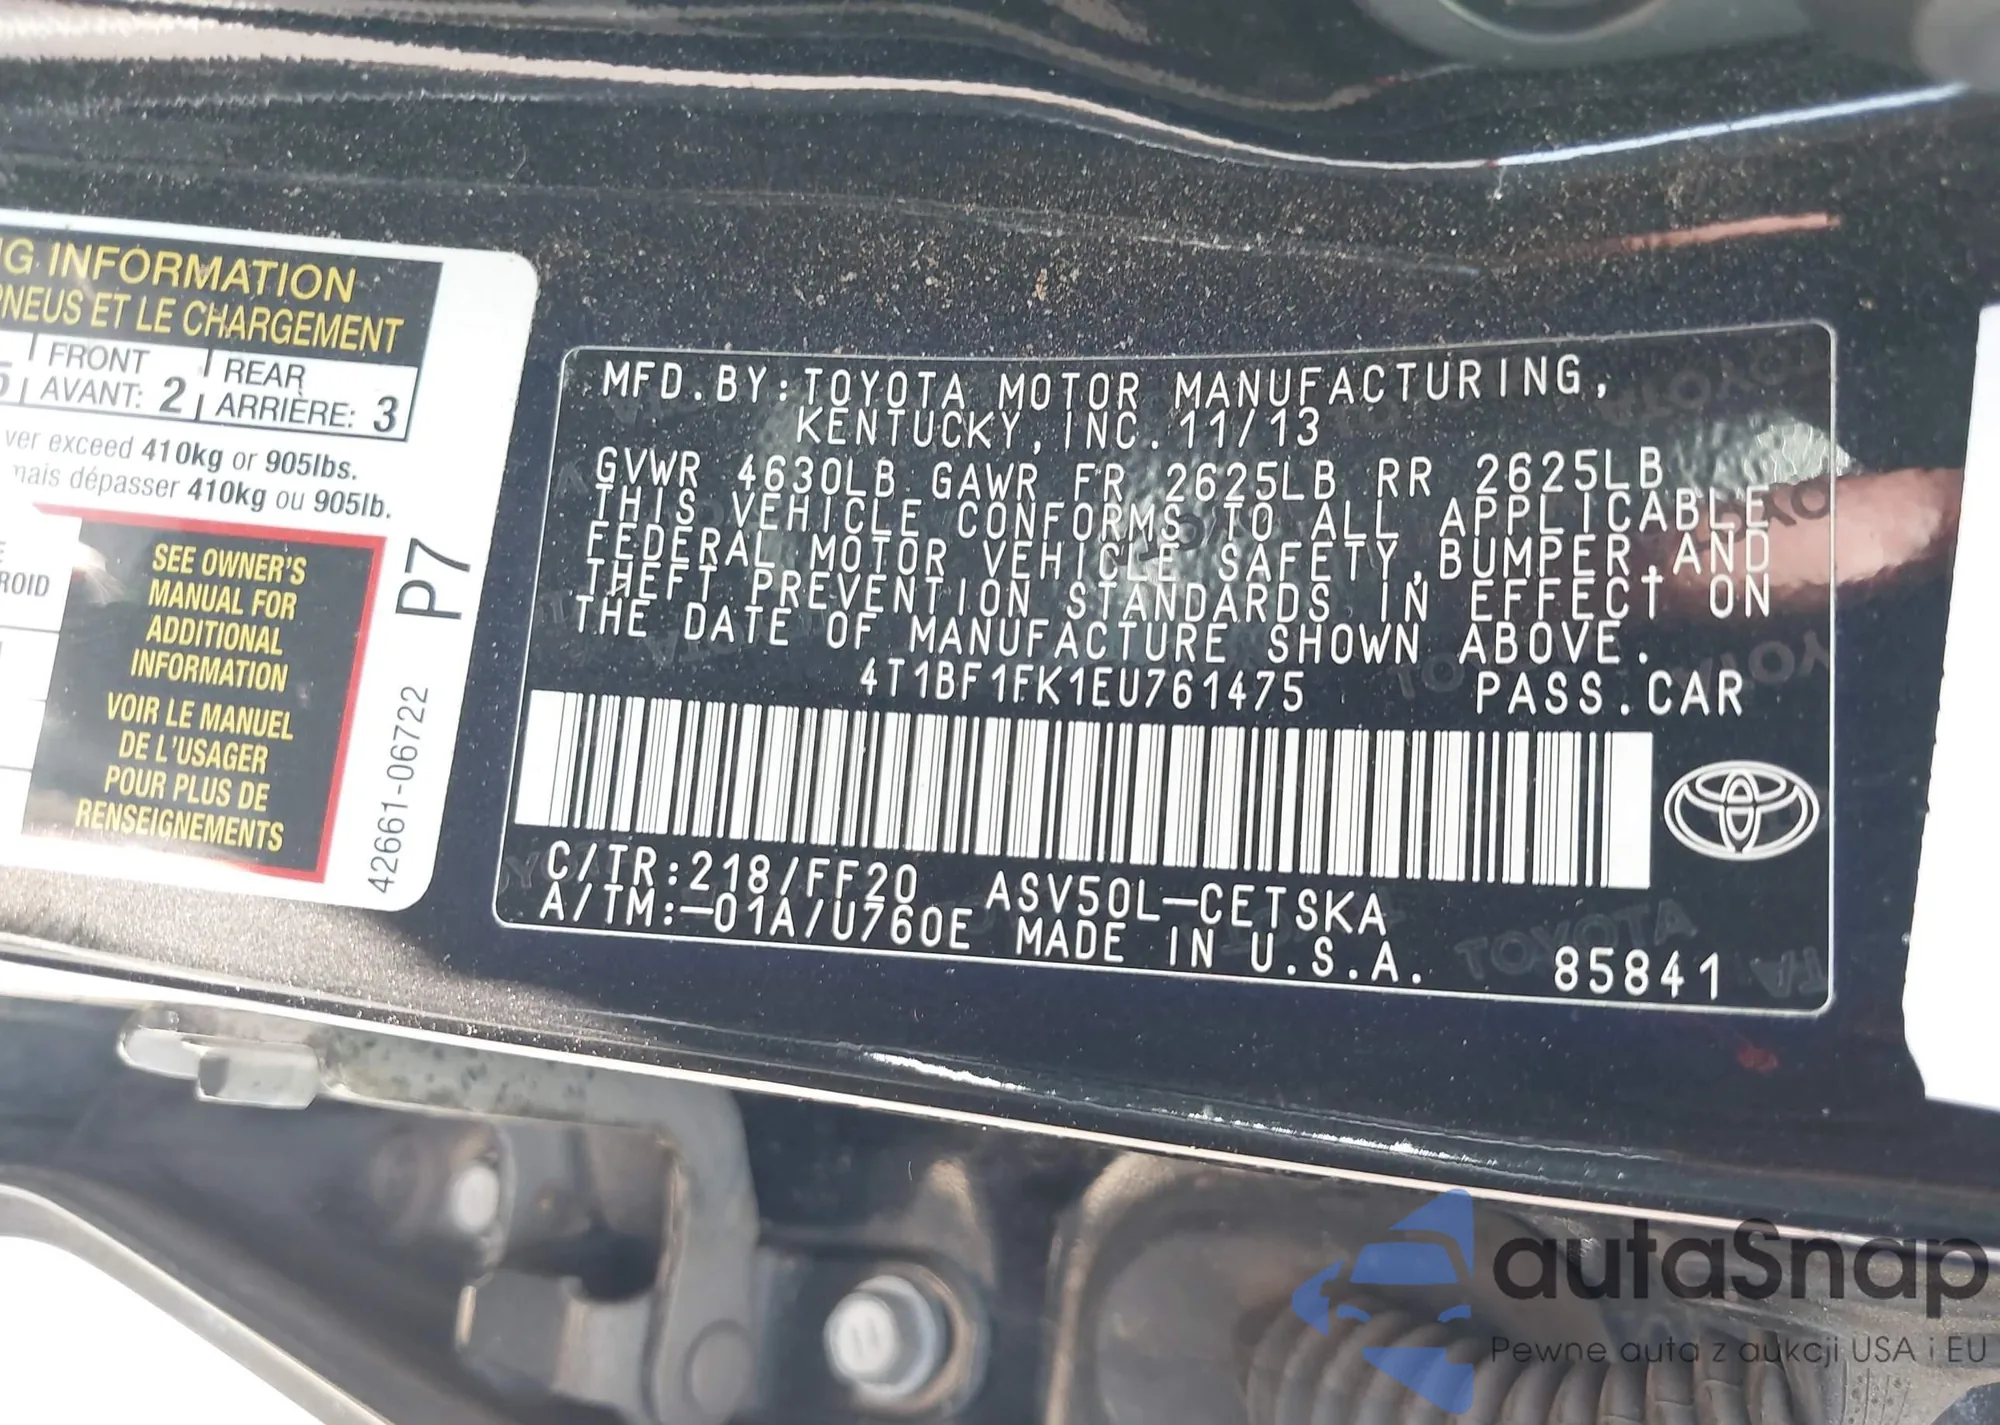 G INFORMATION
PNEUS ET LE CHARGEMENT
5 FRONT AVANT: 2 REAR ARRIÈRE: 3
ver exceed 410kg or 905lbs.
mais dépasser 410kg ou 905lb.
ROID
SEE OWNER'S
MANUAL FOR
ADDITIONAL
INFORMATION
VOIR LE MANUEL
DE L'USAGER
POUR PLUS DE
RENSEIGNEMENTS
P7
42661-06722
MFD.BY:TOYOTA MOTOR MANUFACTURING,
KENTUCKY, INC. 11/13
GVWR 4630LB GAWR FR 2625LB RR 2625LB
THIS VEHICLE CONFORMS TO ALL APPLICABLE
FEDERAL MOTOR VEHICLE SAFETY,BUMPER,AND
THEFT PREVENTION STANDARDS IN EFFECT ON
THE DATE OF MANUFACTURE SHOWN ABOVE.
4T1BF1FK1EU761475 PASS.CAR
C/TR:218/FF20 ASV50L-CETSKA
A/TM:-01A/U760E MADE IN U.S.A. 85841
autaSnap
Pewne auta z aukcji USA i EU